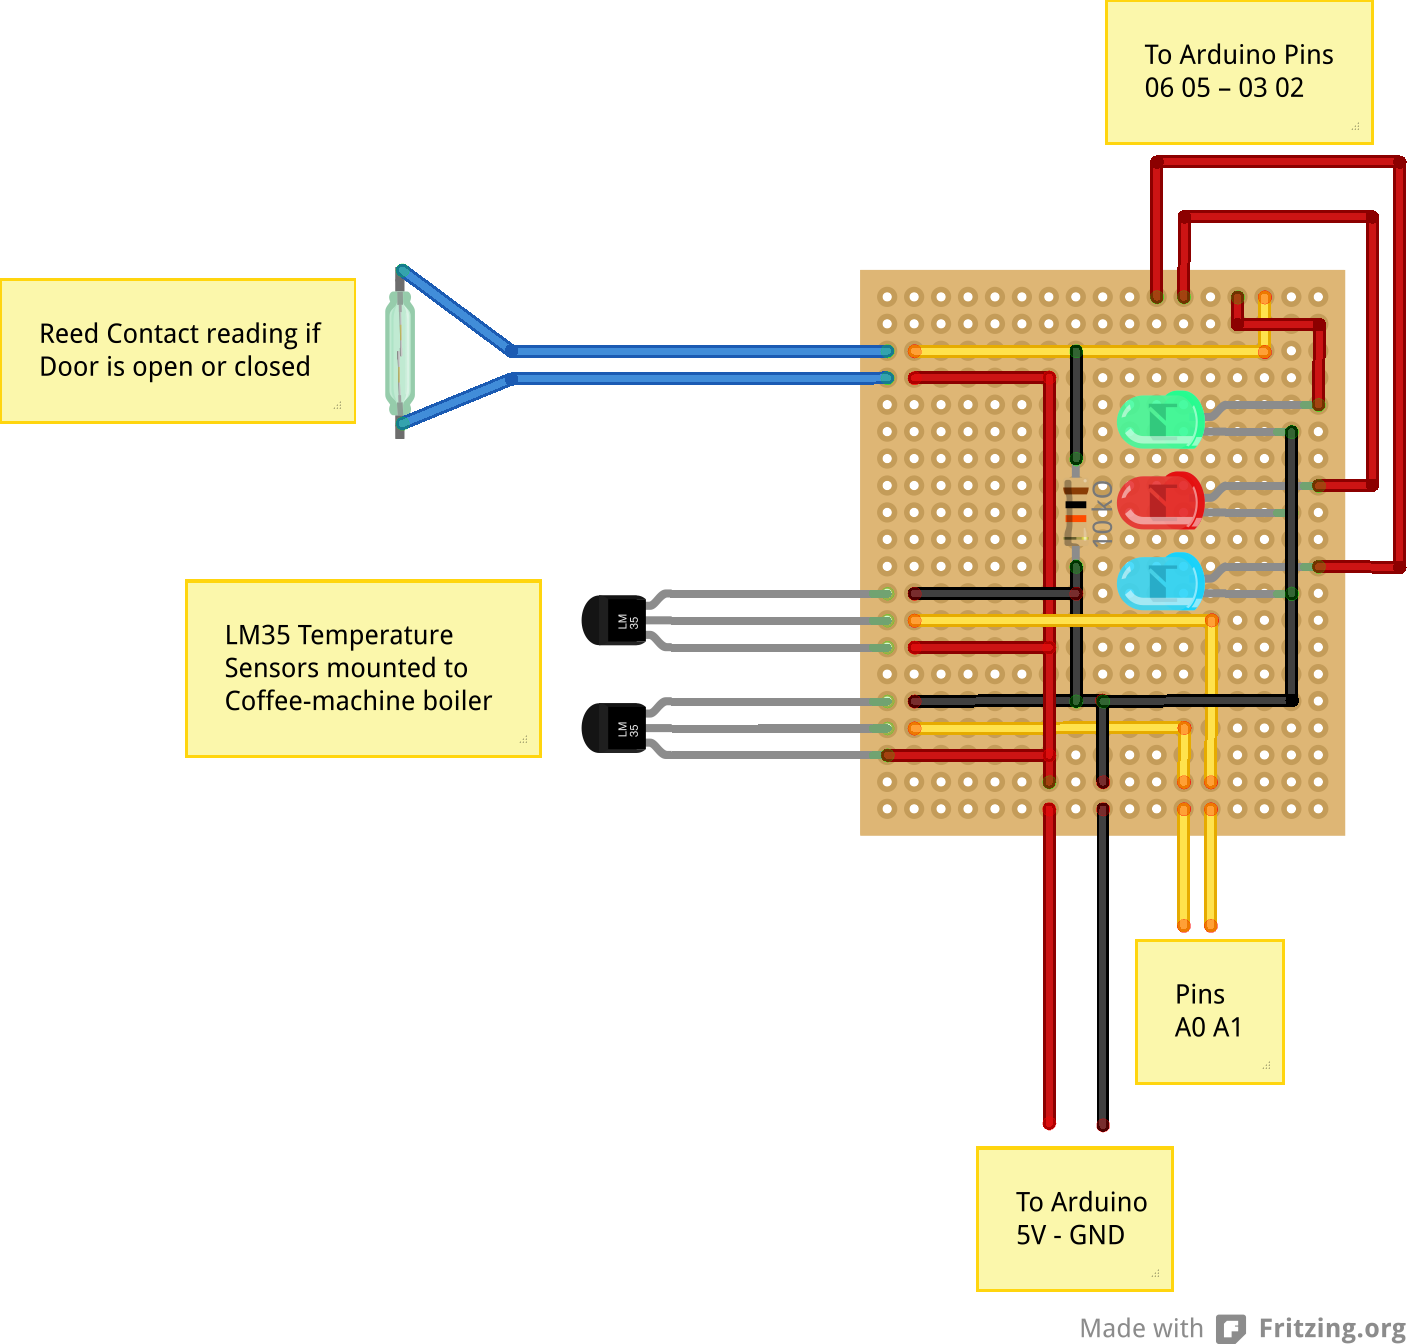 To Arduino Pins
06 05 – 03 02
Reed Contact reading if
Door is open or closed
10 kΩ
LM35 Temperature
Sensors mounted to
Coffee-machine boiler
LM
35
LM
35
Pins
A0 A1
To Arduino
5V - GND
Made with Fritzing.org